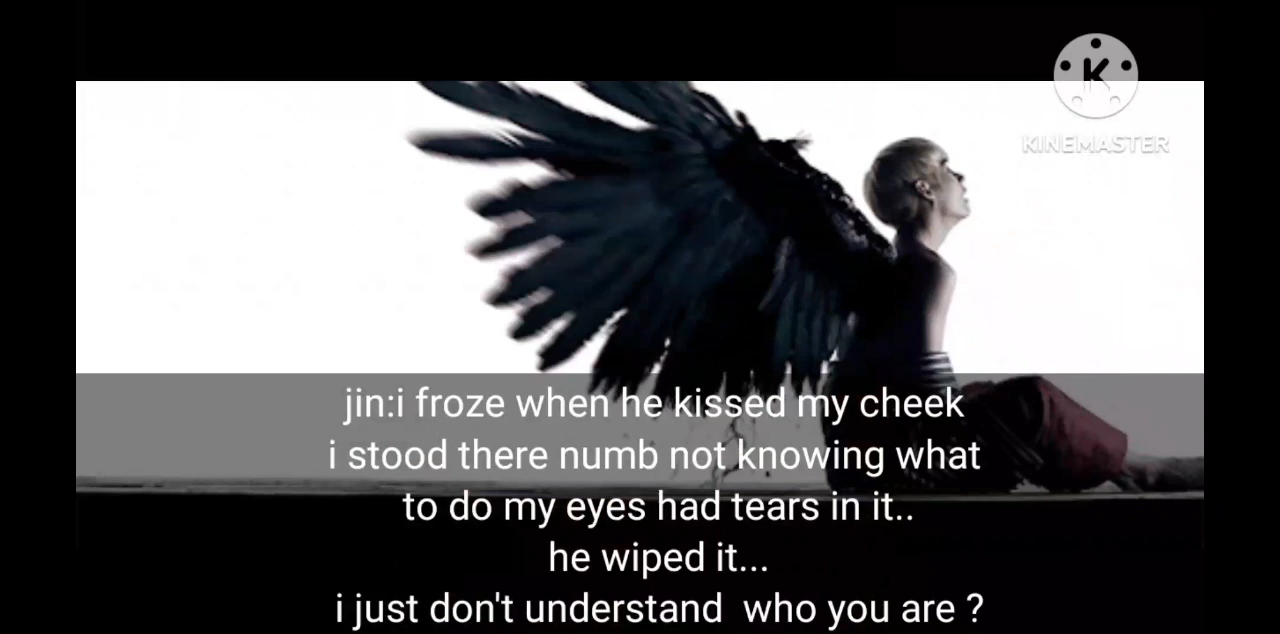 K
KINEMASTER
jin:i froze when he kissed my cheek
i stood there numb not knowing what
to do my eyes had tears in it..
he wiped it...
i just don't understand  who you are ?